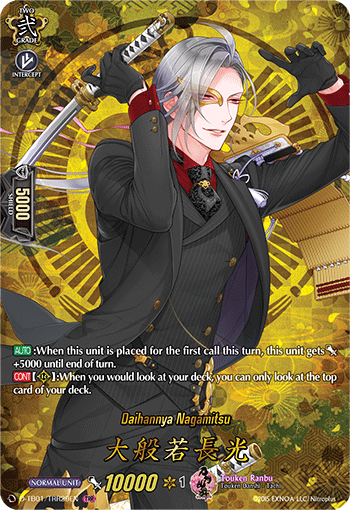 TWO
弐
GRADE
INTERCEPT
5000
SHIELD
AUTO :When this unit is placed for the first call this turn, this unit gets
+5000 until end of turn.
CONT [ ]:When you would look at your deck, you can only look at the top
card of your deck.
Daihannya Nagamitsu
大般若長光
NORMAL UNIT
10000 1
Touken Ranbu
Touken Danshi / Tachi
©2015 EXNOA LLC/Nitroplus